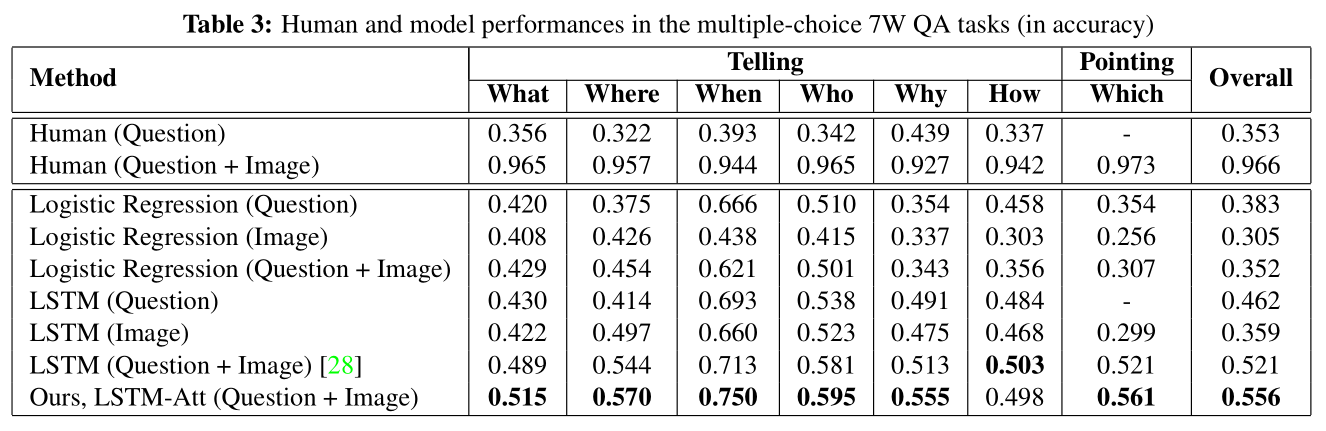 Table 3: Human and model performances in the multiple-choice 7W QA tasks (in accuracy)
Method Telling Pointing Overall
What Where When Who Why How Which
Human (Question) 0.356 0.322 0.393 0.342 0.439 0.337 - 0.353
Human (Question + Image) 0.965 0.957 0.944 0.965 0.927 0.942 0.973 0.966
Logistic Regression (Question) 0.420 0.375 0.666 0.510 0.354 0.458 0.354 0.383
Logistic Regression (Image) 0.408 0.426 0.438 0.415 0.337 0.303 0.256 0.305
Logistic Regression (Question + Image) 0.429 0.454 0.621 0.501 0.343 0.356 0.307 0.352
LSTM (Question) 0.430 0.414 0.693 0.538 0.491 0.484 - 0.462
LSTM (Image) 0.422 0.497 0.660 0.523 0.475 0.468 0.299 0.359
LSTM (Question + Image) [28] 0.489 0.544 0.713 0.581 0.513 0.503 0.521 0.521
Ours, LSTM-Att (Question + Image) 0.515 0.570 0.750 0.595 0.555 0.498 0.561 0.556